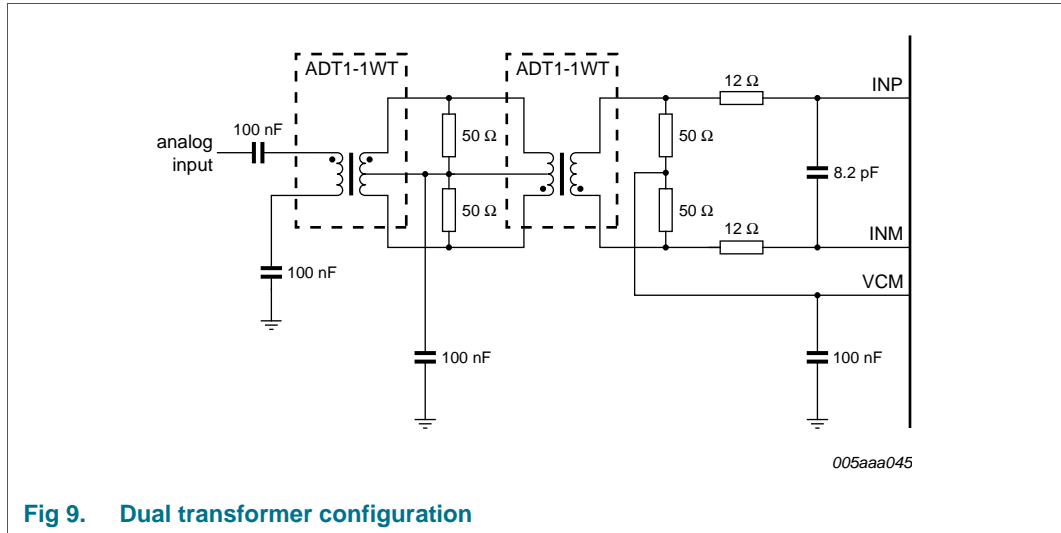 ADT1-1WT
ADT1-1WT
12 Ω
INP
100 nF
analog
input
50 Ω
50 Ω
8.2 pF
50 Ω
50 Ω
12 Ω
INM
100 nF
VCM
100 nF
100 nF
005aaa045
Fig 9. Dual transformer configuration